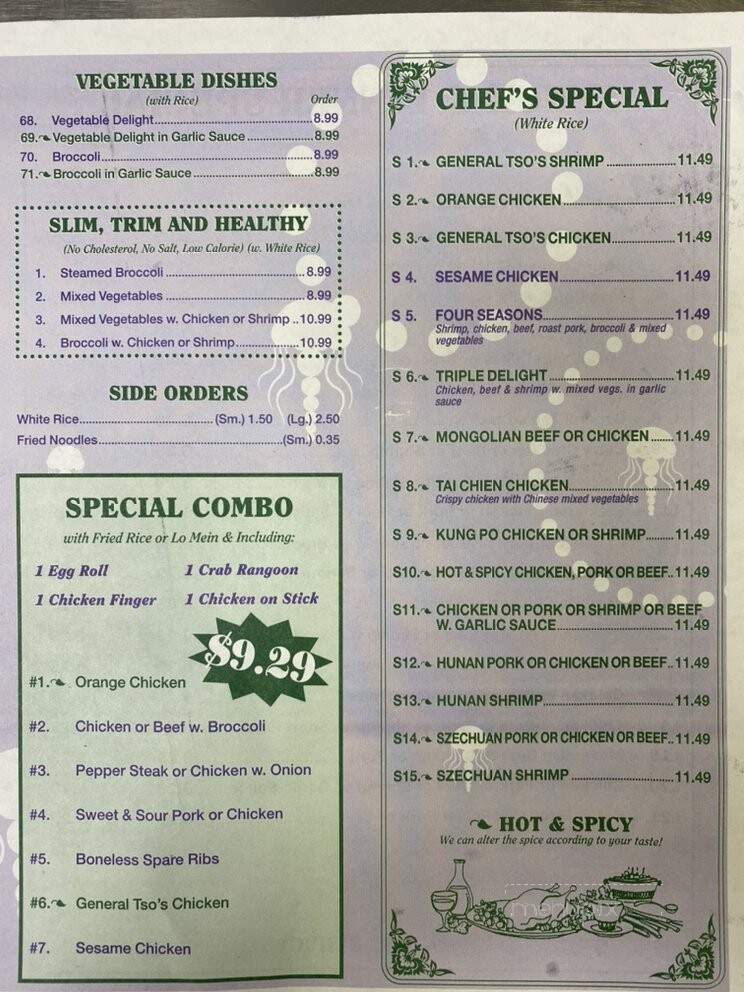 VEGETABLE DISHES
(with Rice) Order
68. Vegetable Delight 8.99
69. Vegetable Delight in Garlic Sauce 8.99
70. Broccoli 8.99
71. Broccoli in Garlic Sauce 8.99
SLIM, TRIM AND HEALTHY
(No Cholesterol, No Salt, Low Calorie) (w. White Rice)
1. Steamed Broccoli 8.99
2. Mixed Vegetables 8.99
3. Mixed Vegetables w. Chicken or Shrimp 10.99
4. Broccoli w. Chicken or Shrimp 10.99
SIDE ORDERS
White Rice (Sm.) 1.50 (Lg.) 2.50
Fried Noodles (Sm.) 0.35
SPECIAL COMBO
with Fried Rice or Lo Mein & Including:
1 Egg Roll 1 Crab Rangoon
1 Chicken Finger 1 Chicken on Stick
$9.29
#1. Orange Chicken
#2. Chicken or Beef w. Broccoli
#3. Pepper Steak or Chicken w. Onion
#4. Sweet & Sour Pork or Chicken
#5. Boneless Spare Ribs
#6. General Tso's Chicken
#7. Sesame Chicken
CHEF'S SPECIAL
(White Rice)
S 1. GENERAL TSO'S SHRIMP 11.49
S 2. ORANGE CHICKEN 11.49
S 3. GENERAL TSO'S CHICKEN 11.49
S 4. SESAME CHICKEN 11.49
S 5. FOUR SEASONS 11.49
Shrimp, chicken, beef, roast pork, broccoli & mixed
vegetables
S 6. TRIPLE DELIGHT 11.49
Chicken, beef & shrimp w. mixed vegs. in garlic
sauce
S 7. MONGOLIAN BEEF OR CHICKEN 11.49
S 8. TAI CHIEN CHICKEN 11.49
Crispy chicken with Chinese mixed vegetables
S 9. KUNG PO CHICKEN OR SHRIMP 11.49
S10. HOT & SPICY CHICKEN, PORK OR BEEF 11.49
S11. CHICKEN OR PORK OR SHRIMP OR BEEF
W. GARLIC SAUCE 11.49
S12. HUNAN PORK OR CHICKEN OR BEEF 11.49
S13. HUNAN SHRIMP 11.49
S14. SZECHUAN PORK OR CHICKEN OR BEEF 11.49
S15. SZECHUAN SHRIMP 11.49
HOT & SPICY
We can alter the spice according to your taste!